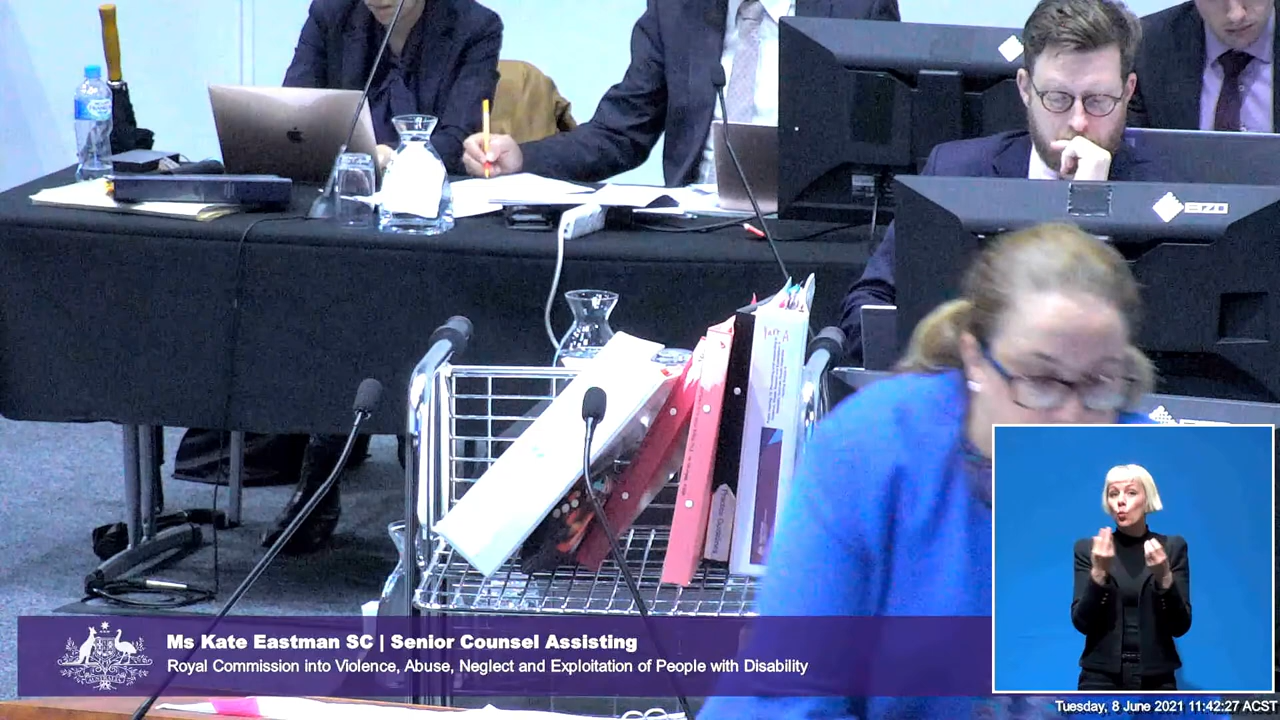 EIZO
Part A
Ms Kate Eastman SC | Senior Counsel Assisting
Royal Commission into Violence, Abuse, Neglect and Exploitation of People with Disability
Tuesday, 8 June 2021 11:42:27 ACST